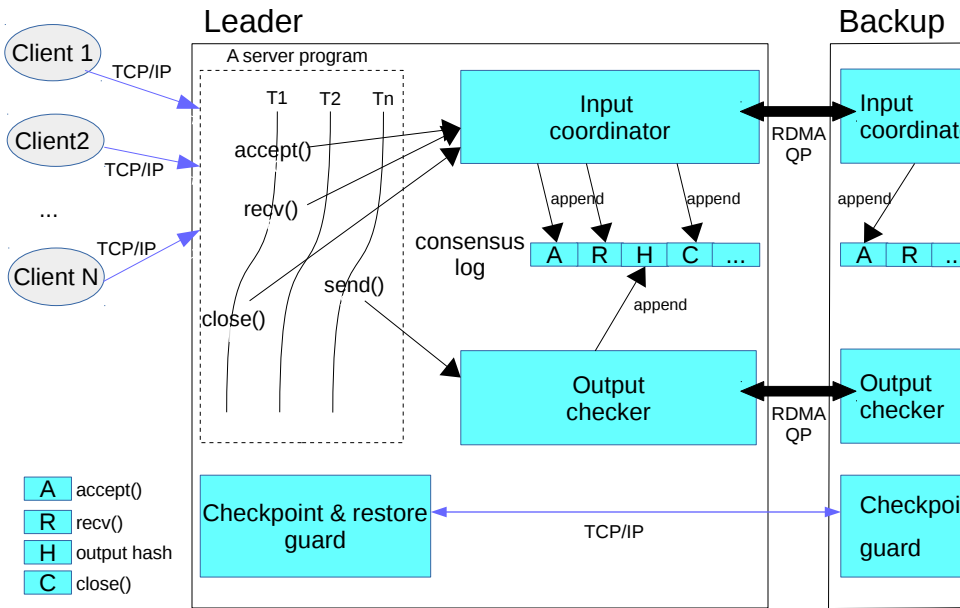 Leader
Backup
Client 1
TCP/IP
Client2
TCP/IP
...
TCP/IP
Client N
A server program
T1 T2 Tn
accept()
recv()
send()
close()
Input
coordinator
append
append
append
consensus
log
A R H C ...
append
Output
checker
RDMA
QP
RDMA
QP
Input
coordinat
append
A R ..
Output
checker
Checkpoint & restore
guard
TCP/IP
Checkpoi
guard
A accept()
R recv()
H output hash
C close()